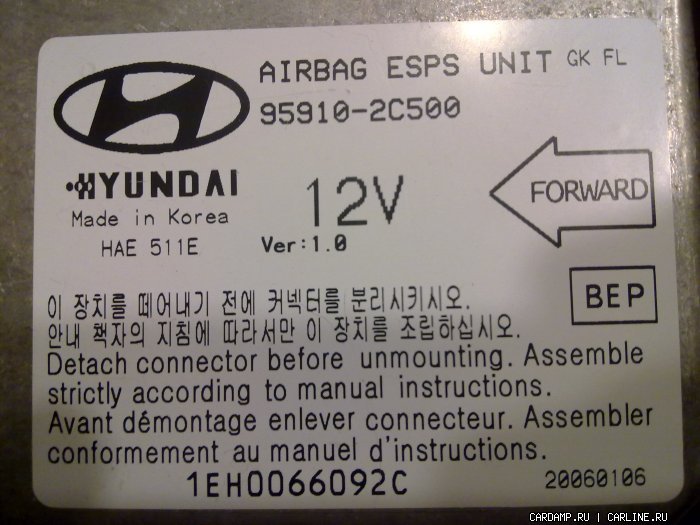 AIRBAG ESPS UNIT GK FL
95910-2C500
HYUNDAI
12V
FORWARD
Made in Korea
HAE 511E
Ver:1.0
BEP
이 장치를 떼어내기 전에 커넥터를 분리시키시오.
안내 책자의 지침에 따라서만 이 장치를 조립하십시오.
Detach connector before unmounting. Assemble
strictly according to manual instructions.
Avant démontage enlever connecteur. Assembler
conformement au manuel d'instructions.
1EH0066092C
20060106
CARDAMP.RU | CARLINE.RU